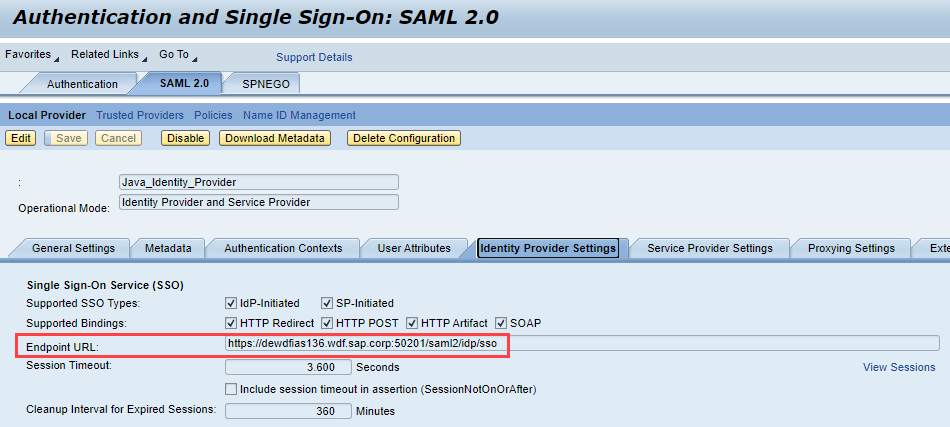 Authentication and Single Sign-On: SAML 2.0
Favorites Related Links Go To Support Details
Authentication SAML 2.0 SPNEGO
Local Provider Trusted Providers Policies Name ID Management
Edit Save Cancel Disable Download Metadata Delete Configuration
: Java_Identity_Provider
Operational Mode: Identity Provider and Service Provider
General Settings Metadata Authentication Contexts User Attributes Identity Provider Settings Service Provider Settings Proxying Settings Exte
Single Sign-On Service (SSO)
Supported SSO Types: IdP-Initiated SP-Initiated
Supported Bindings: HTTP Redirect HTTP POST HTTP Artifact SOAP
Endpoint URL: https://dewdfias136.wdf.sap.corp:50201/saml2/idp/sso
Session Timeout: 3.600 Seconds View Sessions
Include session timeout in assertion (SessionNotOnOrAfter)
Cleanup Interval for Expired Sessions: 360 Minutes